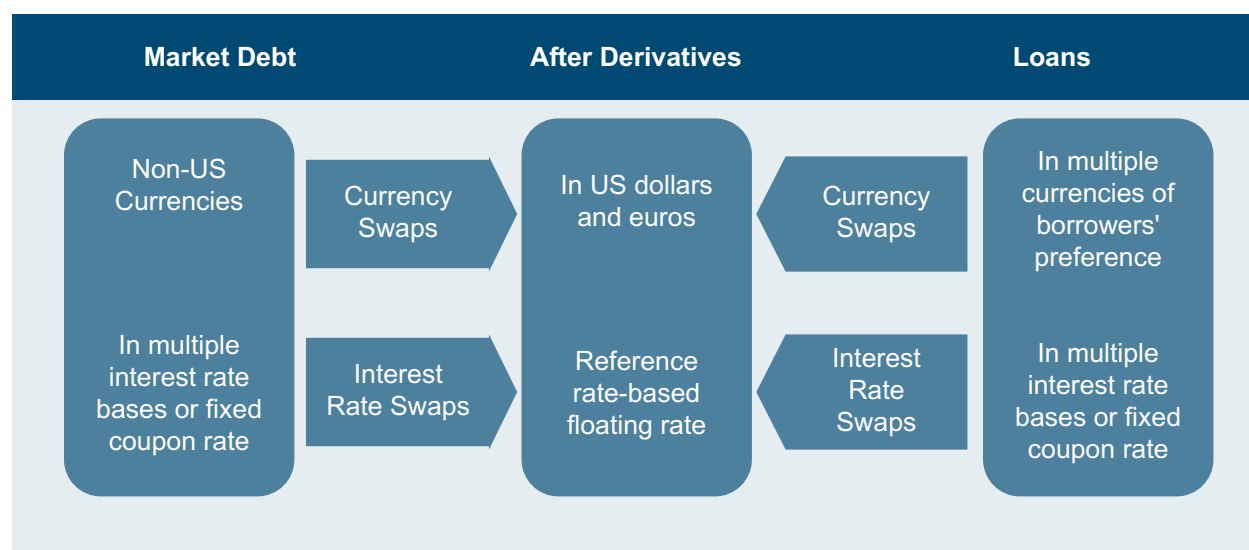 Market Debt
After Derivatives
Loans
Non-US
Currencies
In multiple
interest rate
bases or fixed
coupon rate
Currency
Swaps
Interest
Rate Swaps
In US dollars
and euros
Reference
rate-based
floating rate
Currency
Swaps
Interest
Rate
Swaps
In multiple
currencies of
borrowers'
preference
In multiple
interest rate
bases or fixed
coupon rate